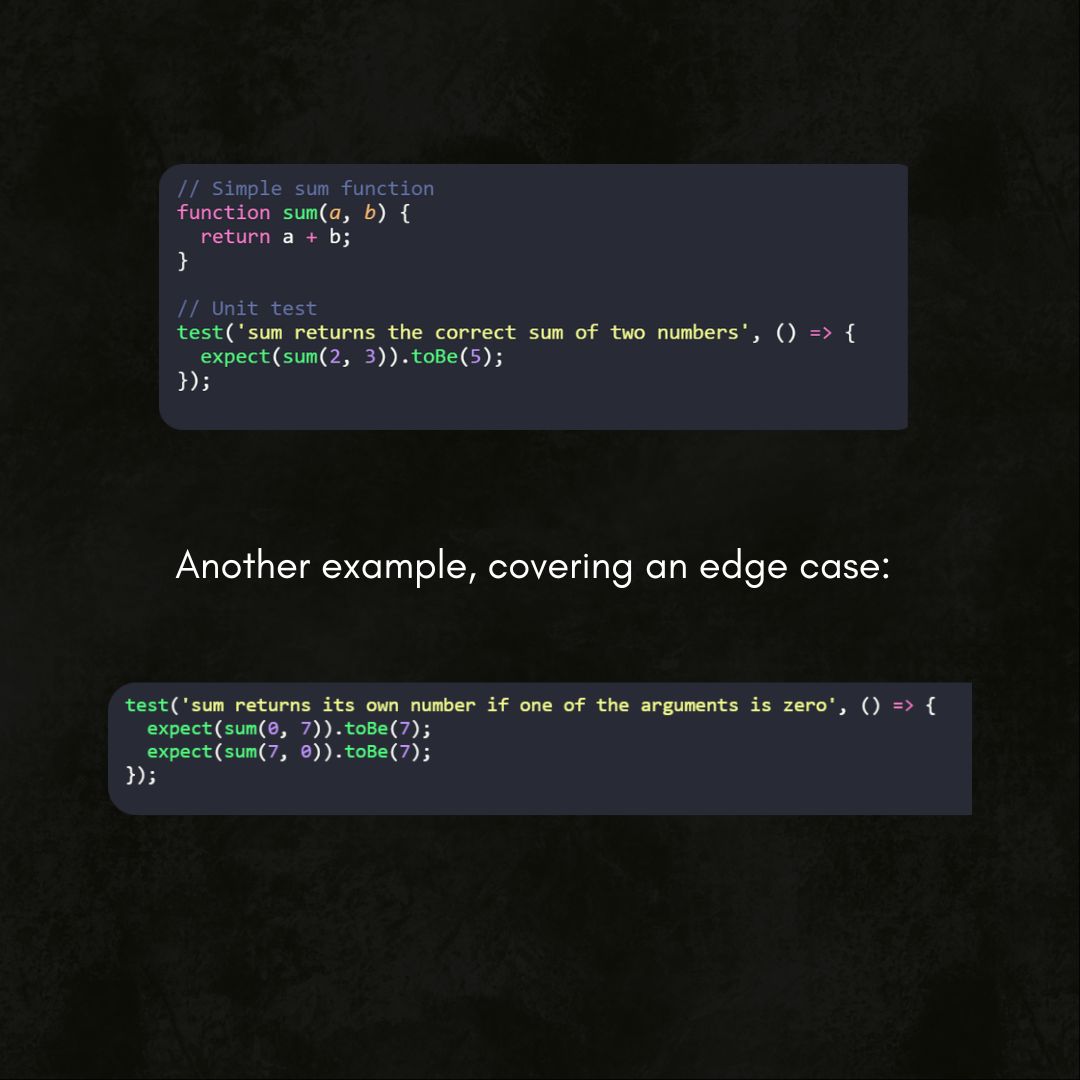 // Simple sum function
function sum(a, b) {
  return a + b;
}
// Unit test
test('sum returns the correct sum of two numbers', () => {
  expect(sum(2, 3)).toBe(5);
});
Another example, covering an edge case:
test('sum returns its own number if one of the arguments is zero', () => {
  expect(sum(0, 7)).toBe(7);
  expect(sum(7, 0)).toBe(7);
});